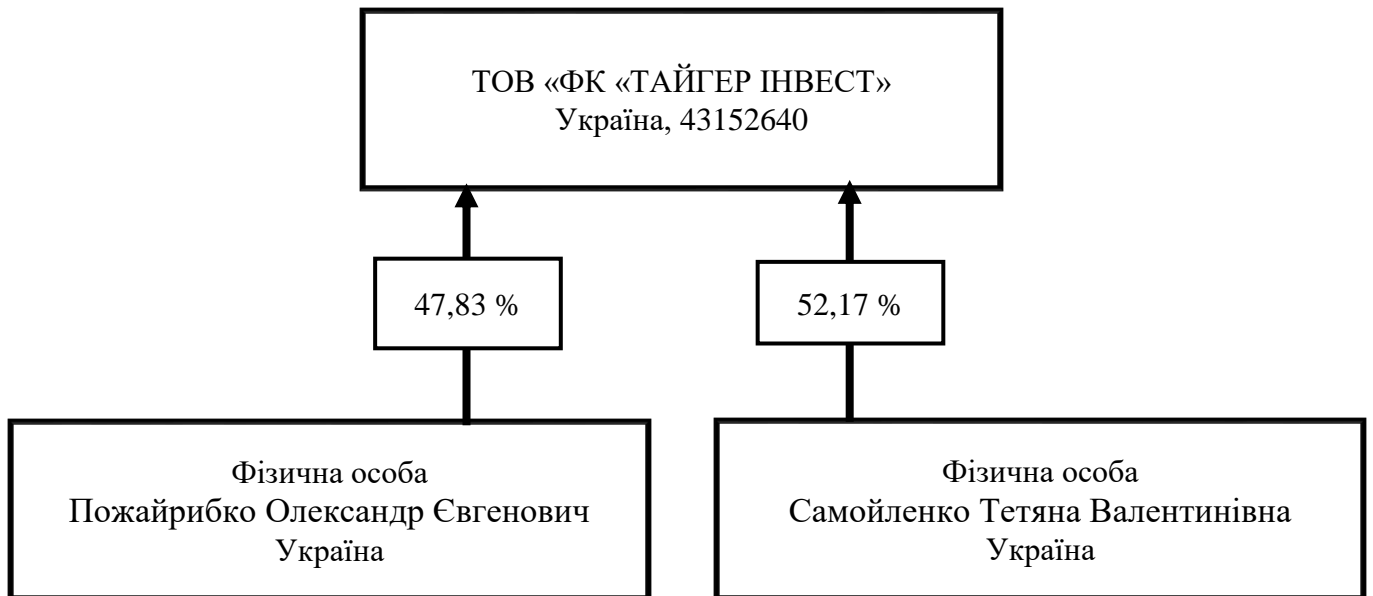 ТОВ «ФК «ТАЙГЕР ІНВЕСТ»
Україна, 43152640
47,83 %
52,17 %
Фізична особа
Пожайрибко Олександр Євгенович
Україна
Фізична особа
Самойленко Тетяна Валентинівна
Україна